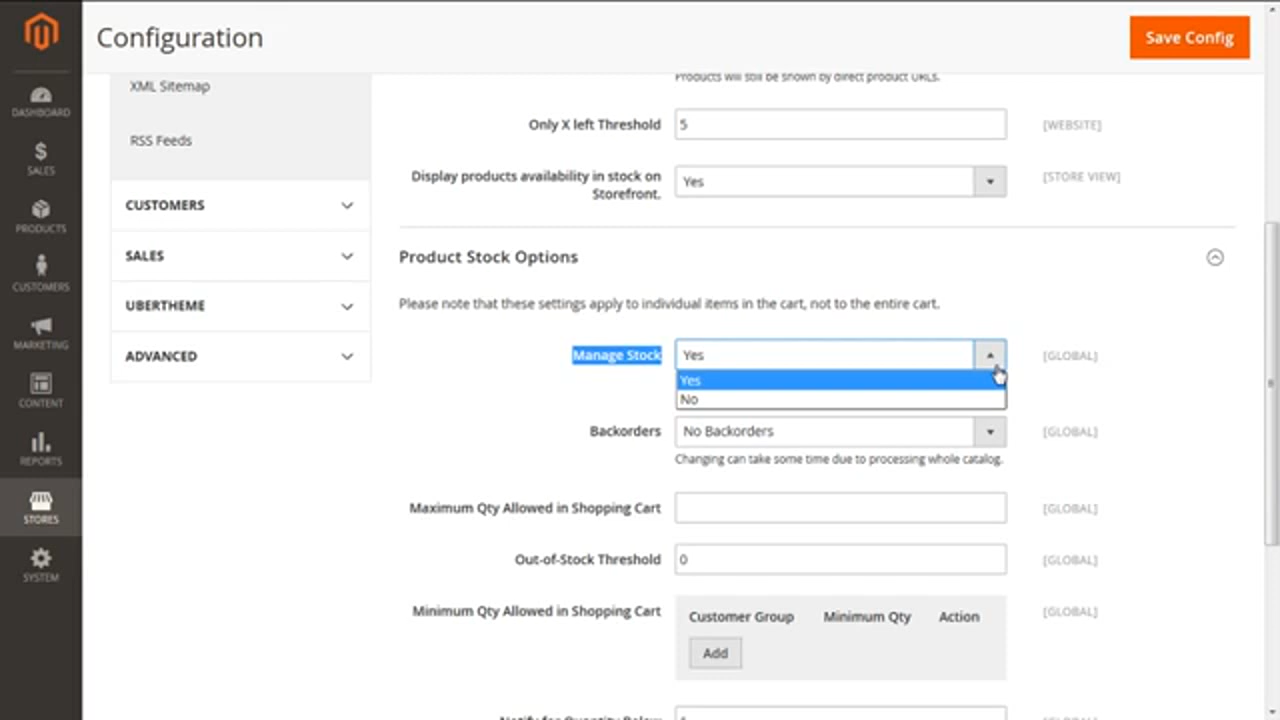 Configuration
Save Config
DASHBOARD
SALES
PRODUCTS
CUSTOMERS
MARKETING
CONTENT
REPORTS
STORES
SYSTEM
XML Sitemap
RSS Feeds
CUSTOMERS
SALES
UBERTHEME
ADVANCED
Products will still be shown by direct product URLs.
Only X left Threshold 5 [WEBSITE]
Display products availability in stock on
Storefront. Yes [STORE VIEW]
Product Stock Options
Please note that these settings apply to individual items in the cart, not to the entire cart.
Manage Stock Yes [GLOBAL]
Yes
No
Backorders No Backorders [GLOBAL]
Changing can take some time due to processing whole catalog.
Maximum Qty Allowed in Shopping Cart [GLOBAL]
Out-of-Stock Threshold 0 [GLOBAL]
Minimum Qty Allowed in Shopping Cart Customer Group Minimum Qty Action [GLOBAL]
Add
Notify for Quantity Below